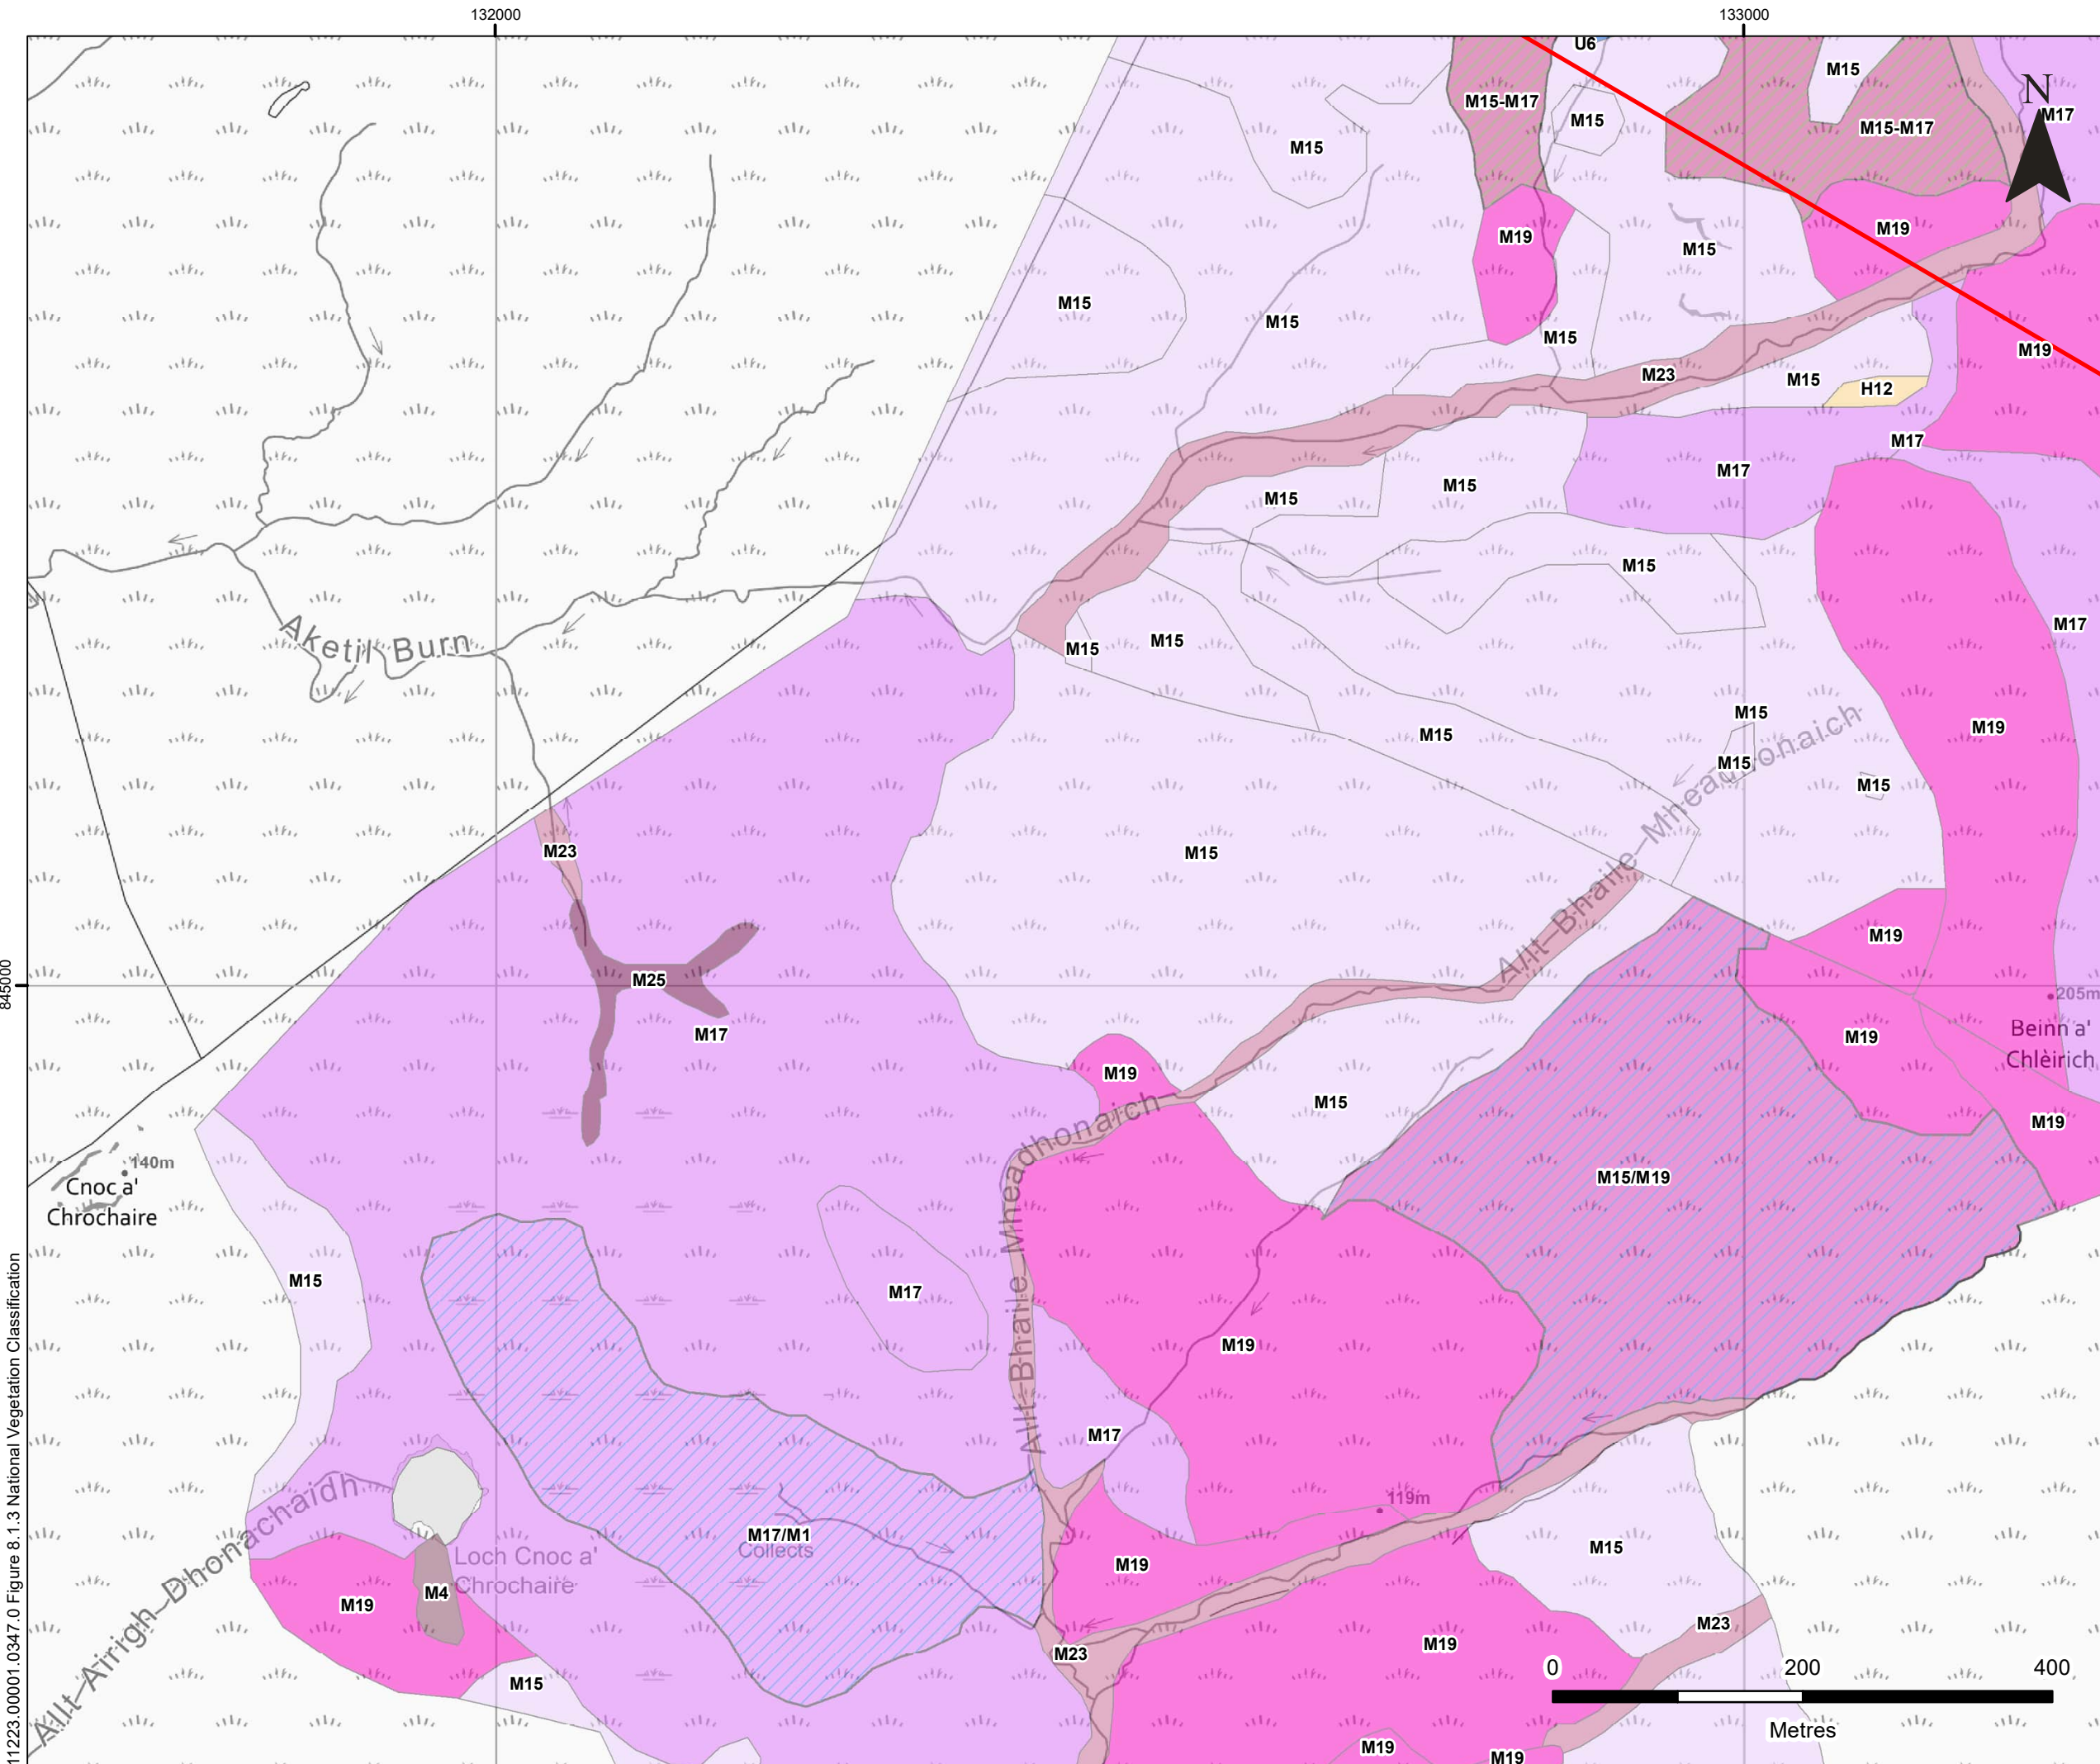 132000
133000
U6
M15
M15-M17
N
M15
M17
M15-M17
M15
M19
M19
M15
M15
M15
M15
M19
M23
M15
H12
M17
M17
M15
M15
M15
M17
Aketil Burn
M15
M15
M15
M19
M15
M15
M15
M23
M15
Allt Bhaile Mheadhonaich
M19
M25
845000
205m
M17
Beinn a'
Chlèirich
M19
M19
M15
M19
140m
Cnoc a'
Chrochaire
M15/M19
Allt Bhaile Mheadhonaich
M15
M17
M19
M17
119m
Allt Airigh Dhonachaidh
M17/M1
Collects
M15
Loch Cnoc a'
Chrochaire
M19
M4
M19
M23
M19
M23
M15
0 200 400
Metres
M19
M19
11223.00001.0347.0 Figure 8.1.3 National Vegetation Classification